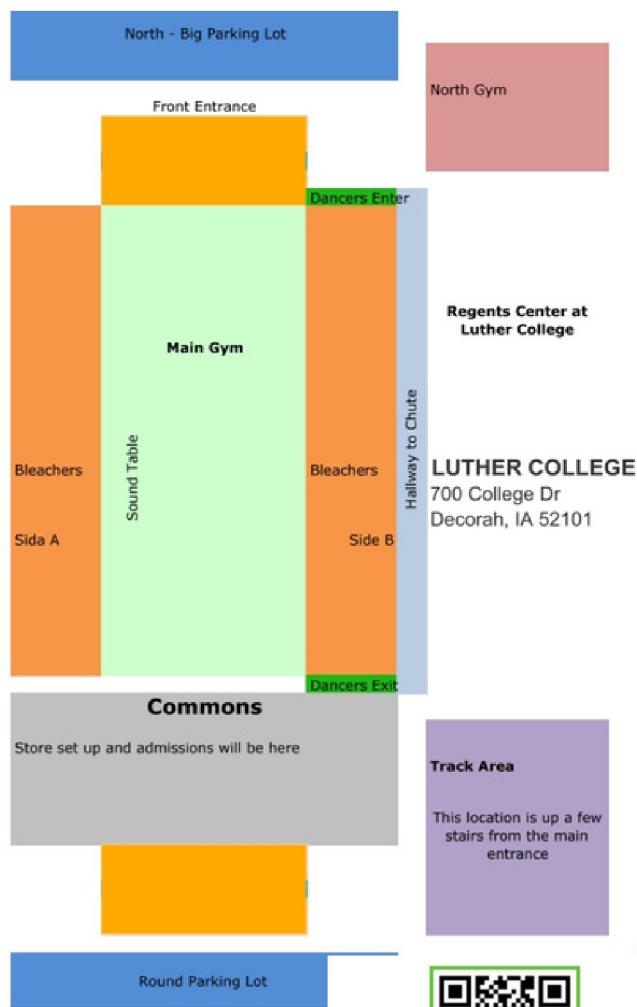 North - Big Parking Lot
North Gym
Front Entrance
Dancers Enter
Regents Center at
Luther College
Main Gym
Hallway to Chute
Sound Table
Bleachers
Bleachers
LUTHER COLLEGE
700 College Dr
Decorah, IA 52101
Sida A
Side B
Dancers Exit
Commons
Store set up and admissions will be here
Track Area
This location is up a few
stairs from the main
entrance
Round Parking Lot